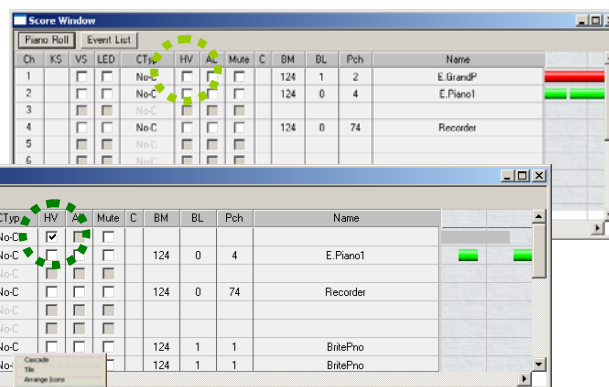 Score Window
Piano Roll Event List
Ch KS VS LED CTyp HV AL Mute C BM BL Pch Name
1 No-C 124 1 2 E.GrandP
2 No-C 124 0 4 E.Piano1
3 No-C
4 No-C 124 0 74 Recorder
5 No-C
6
CTyp HV AL Mute C BM BL Pch Name
No-C
No-C 124 0 4 E.Piano1
No-C
No-C 124 0 74 Recorder
No-C
No-C 124 1 1 BritePno
No- 124 1 1 BritePno
Cascade
Tile
Arrange Icons